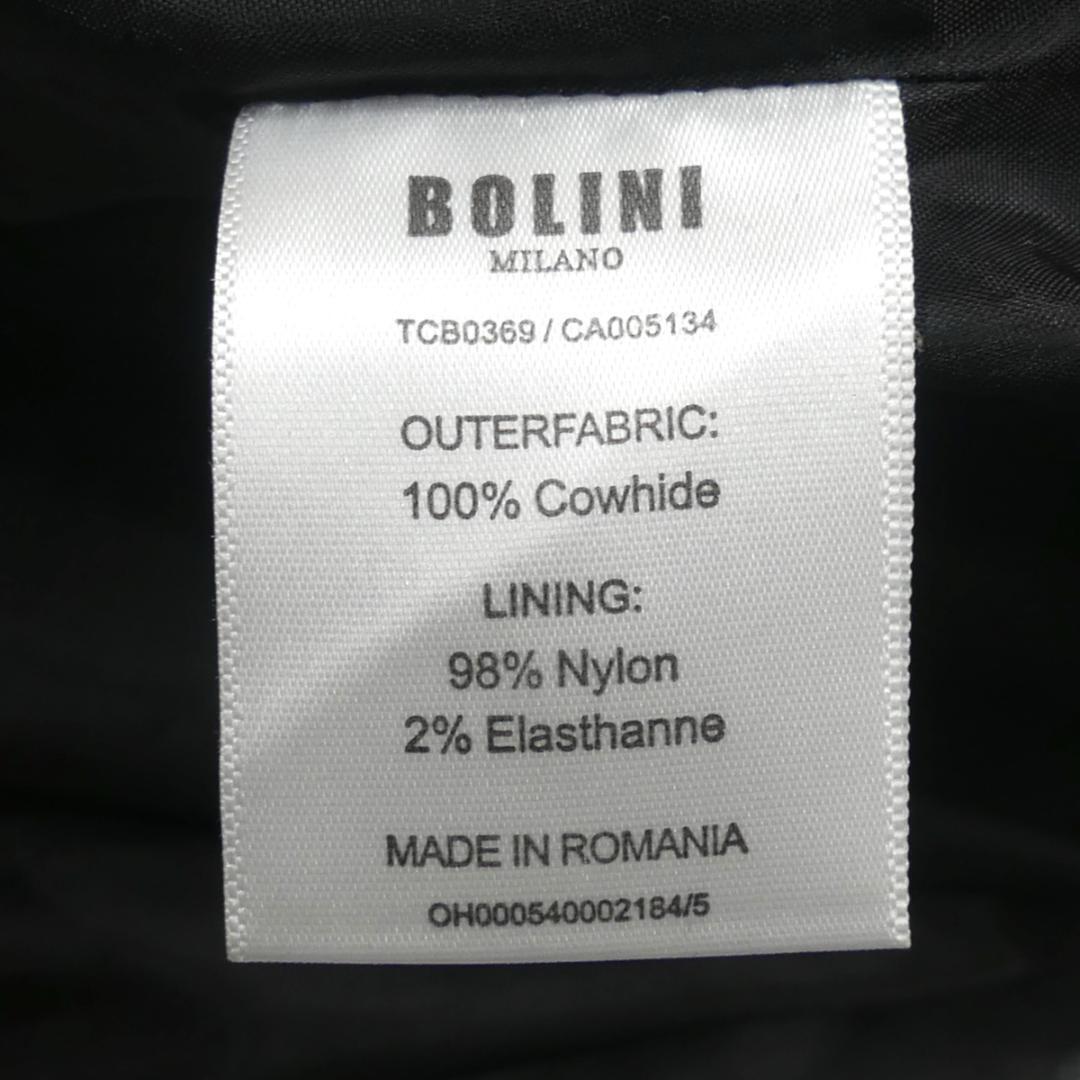 BOLINI
MILANO
TCB0369 / CA005134
OUTERFABRIC:
100% Cowhide
LINING:
98% Nylon
2% Elasthanne
MADE IN ROMANIA
OH000540002184/5